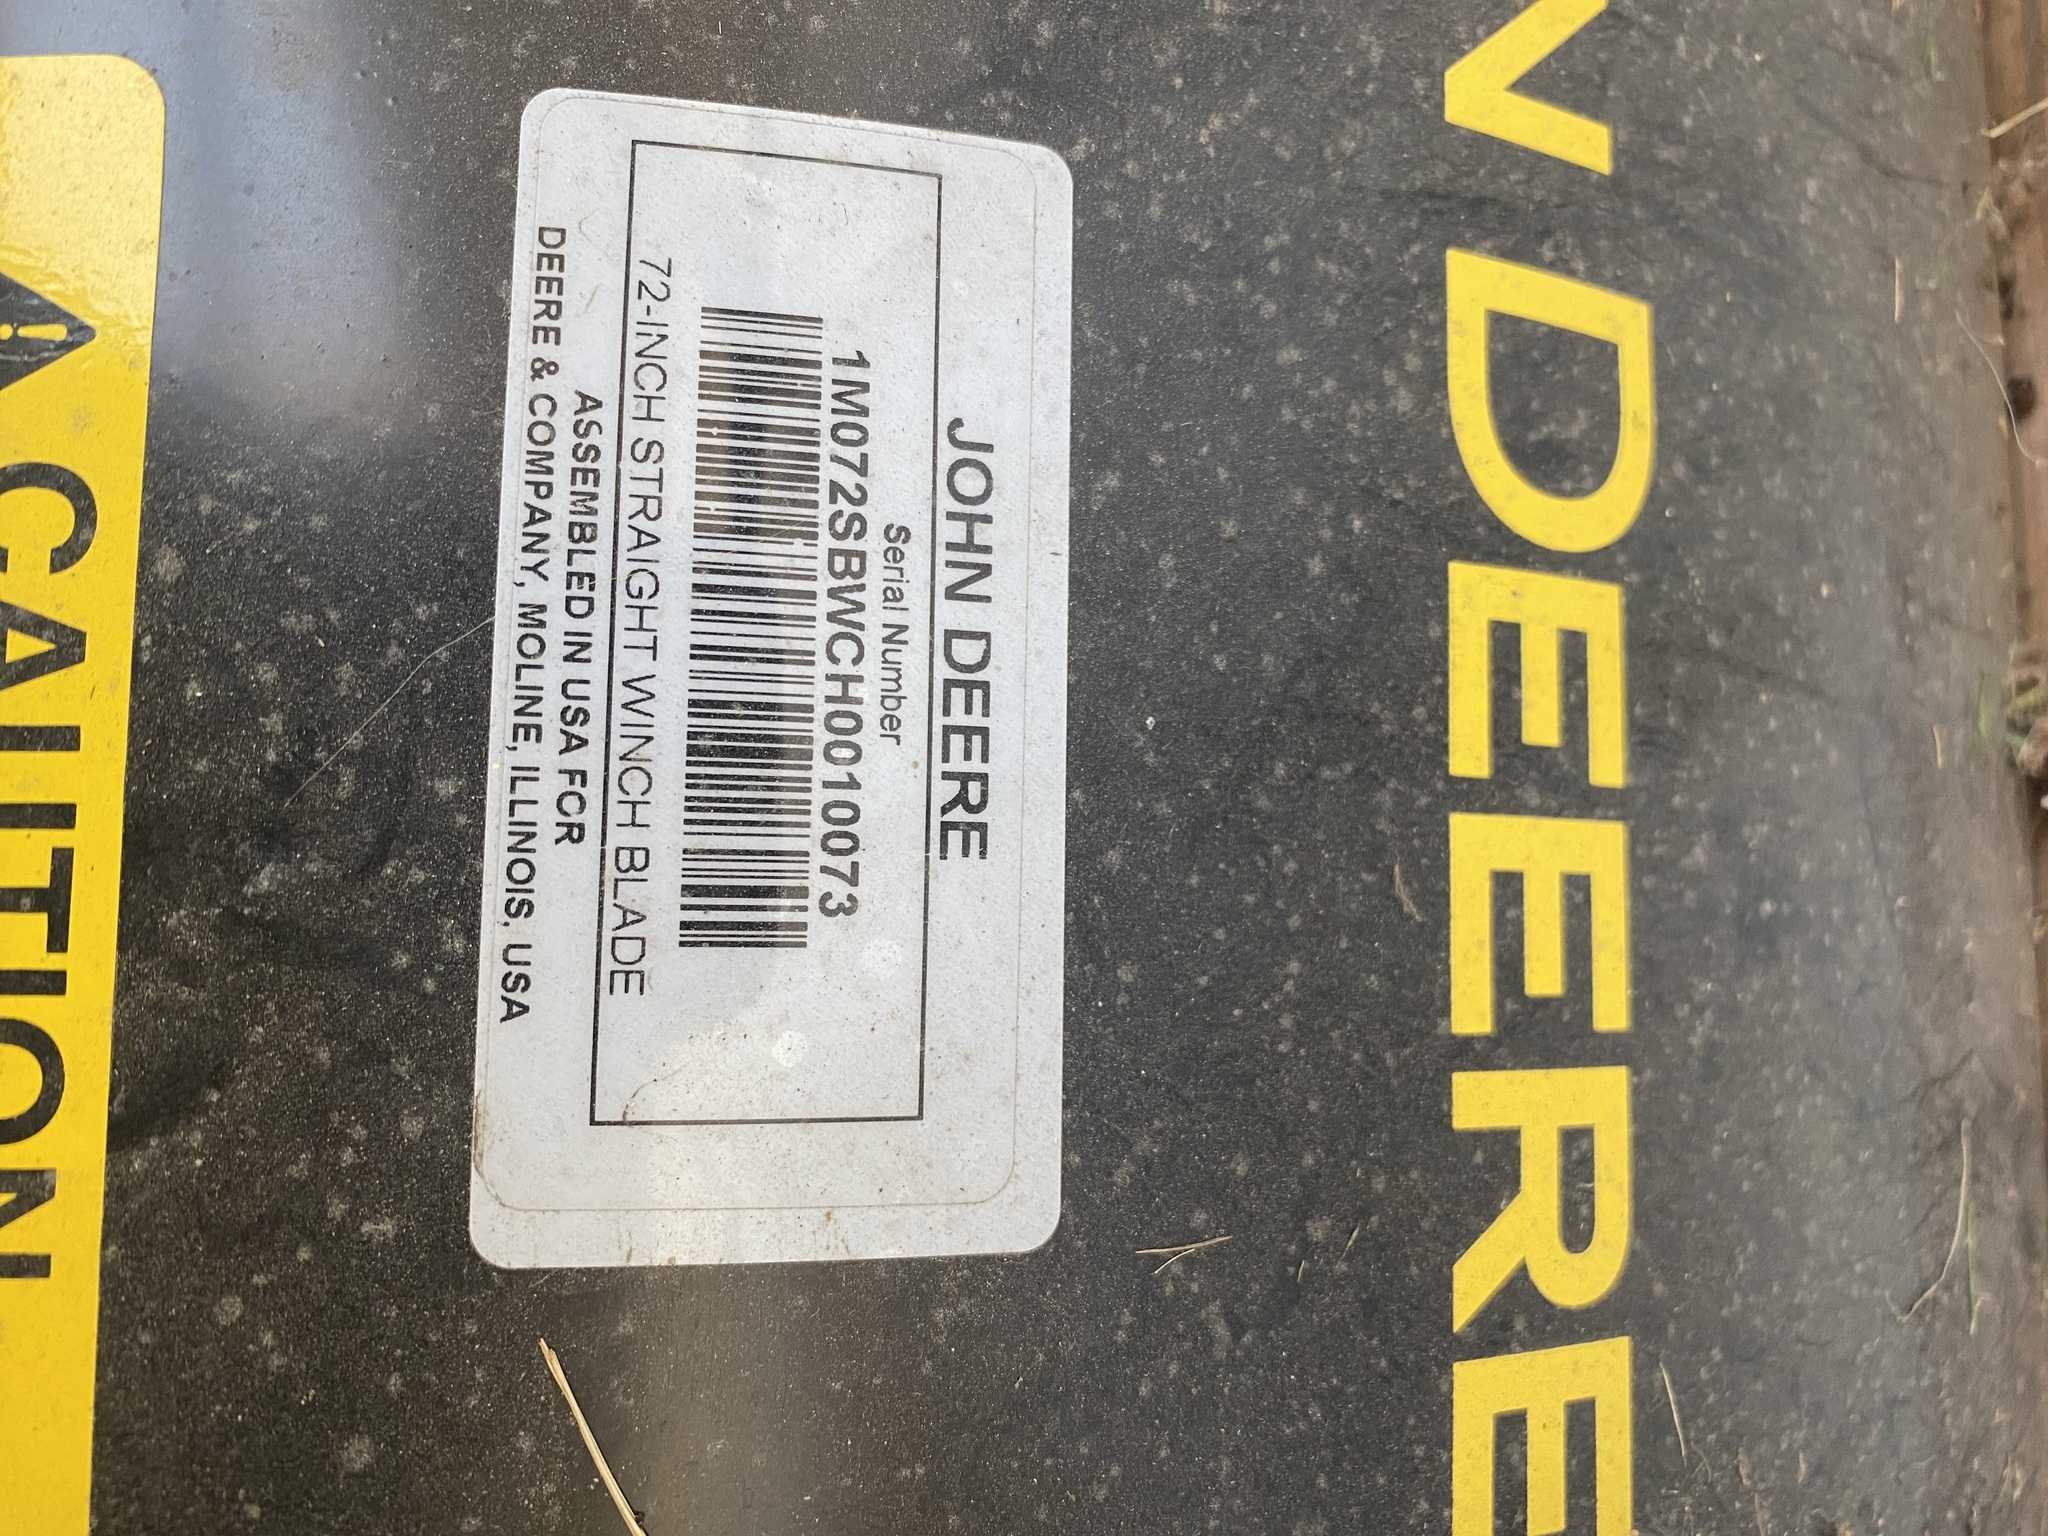 N DEERE
JOHN DEERE
Serial Number
1M072SBWCH0010073
72-INCH STRAIGHT WINCH BLADE
ASSEMBLED IN USA FOR
DEERE & COMPANY, MOLINE, ILLINOIS, USA
CAUTION